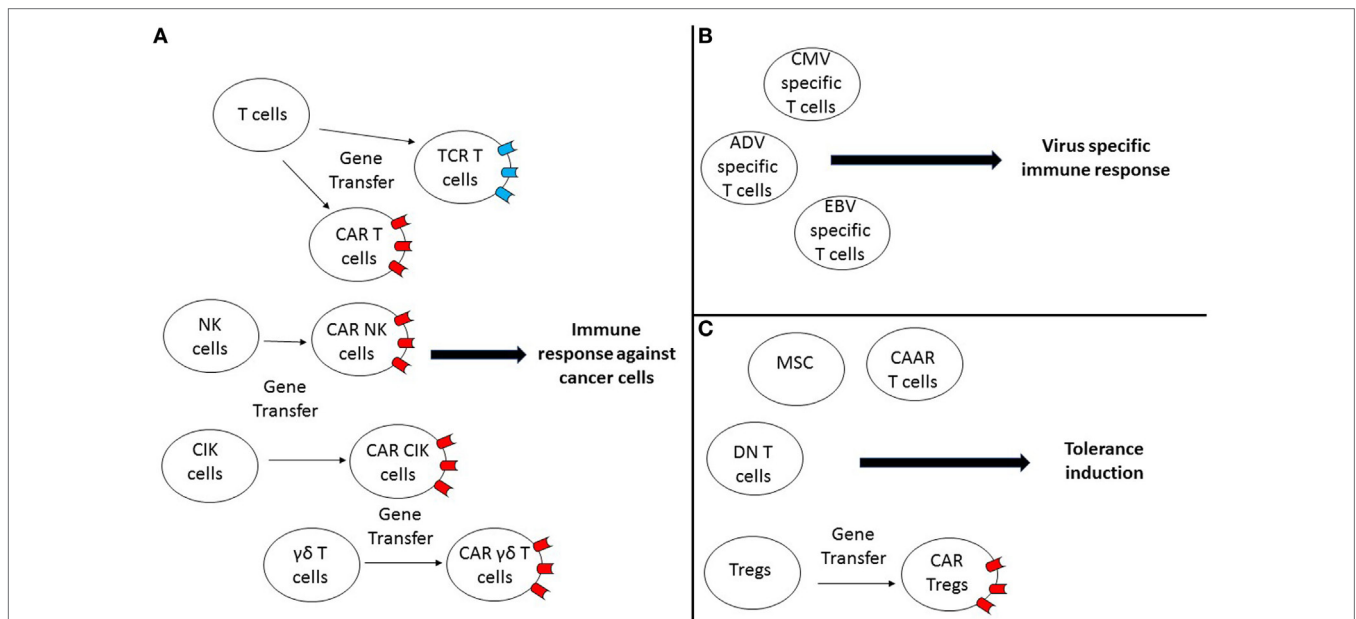 A
T cells
Gene
Transfer
TCR T
cells
CAR T
cells
NK
cells
CAR NK
cells
Immune
response against
cancer cells
Gene
Transfer
CIK
cells
CAR CIK
cells
Gene
Transfer
γδ T
cells
CAR γδ T
cells
B
CMV
specific
T cells
ADV
specific
T cells
EBV
specific
T cells
Virus specific
immune response
C
MSC
CAAR
T cells
DN T
cells
Tolerance
induction
Tregs
Gene
Transfer
CAR
Tregs